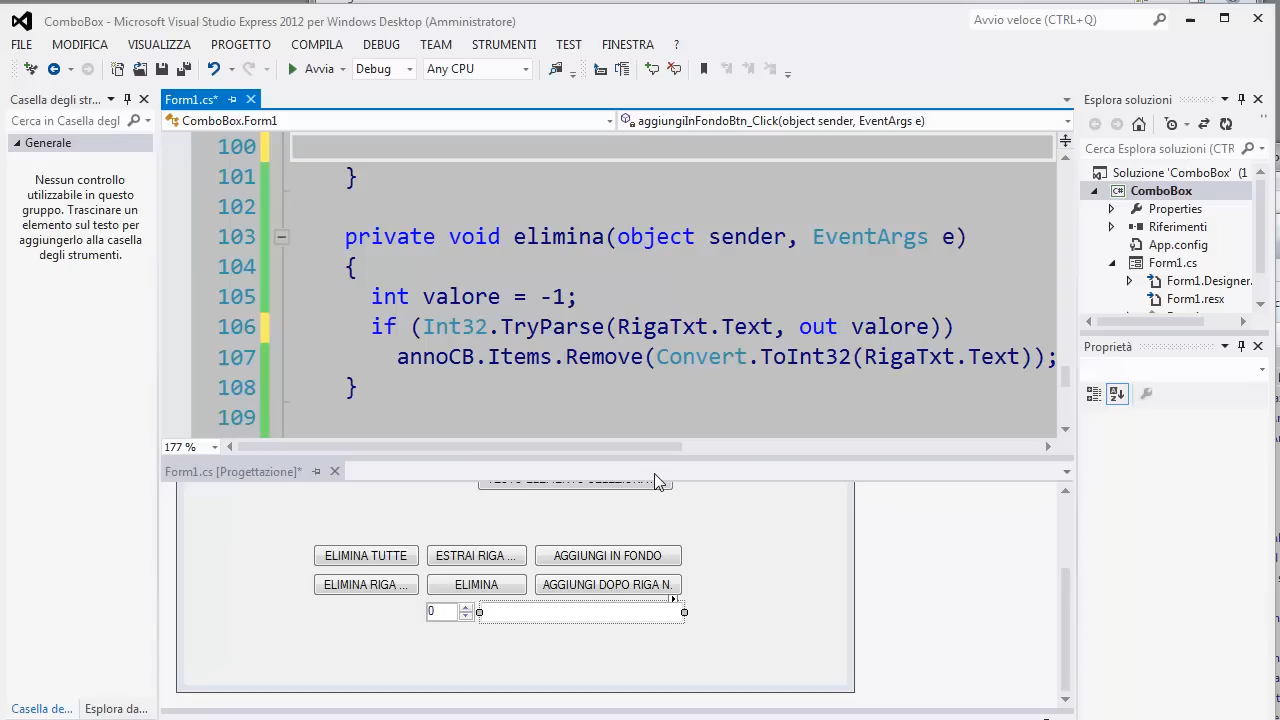 ComboBox - Microsoft Visual Studio Express 2012 per Windows Desktop (Amministratore)
Avvio veloce (CTRL+Q)
FILE MODIFICA VISUALIZZA PROGETTO COMPILA DEBUG TEAM STRUMENTI TEST FINESTRA ?
Avvia Debug Any CPU
Casella degli str...
Form1.cs*
Esplora soluzioni
Cerca in Casella degl
ComboBox.Form1
aggiungiInFondoBtn_Click(object sender, EventArgs e)
Generale
Nessun controllo
utilizzabile in questo
gruppo. Trascinare un
elemento sul testo per
aggiungerlo alla casella
degli strumenti.
100
101 }
102
103 private void elimina(object sender, EventArgs e)
104 {
105 int valore = -1;
106 if (Int32.TryParse(RigaTxt.Text, out valore))
107 annoCB.Items.Remove(Convert.ToInt32(RigaTxt.Text));
108 }
109
177 %
Cerca Esplora soluzioni (CTR
Soluzione 'ComboBox' (1
C# ComboBox
Properties
Riferimenti
App.config
Form1.cs
Form1.Designer.
Form1.resx
Proprietà
Form1.cs [Progettazione]*
ELIMINA TUTTE ESTRAI RIGA ... AGGIUNGI IN FONDO
ELIMINA RIGA ... ELIMINA AGGIUNGI DOPO RIGA N.
0
Casella de... Esplora da...